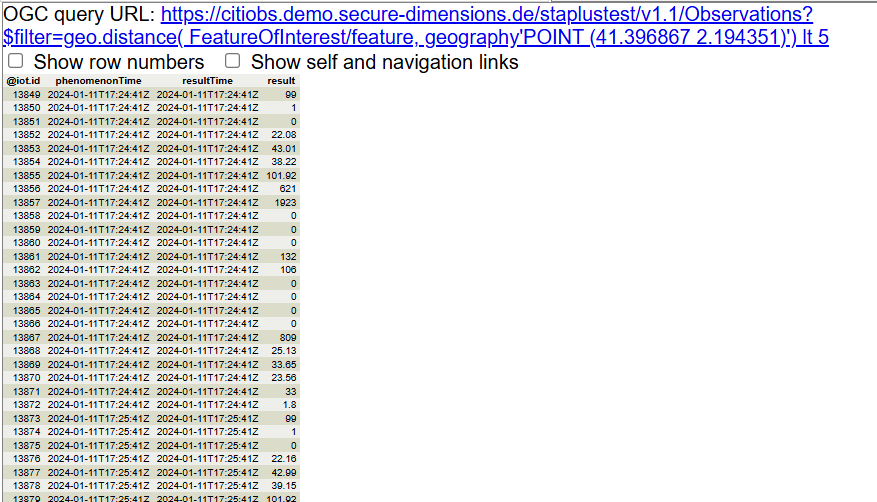 OGC query URL: https://citiobs.demo.secure-dimensions.de/staplustest/v1.1/Observations?
$filter=geo.distance( FeatureOfInterest/feature, geography'POINT (41.396867 2.194351)') lt 5
Show row numbers Show self and navigation links
@iot.id phenomenonTime resultTime result
13849 2024-01-11T17:24:41Z 2024-01-11T17:24:41Z 99
13850 2024-01-11T17:24:41Z 2024-01-11T17:24:41Z 1
13851 2024-01-11T17:24:41Z 2024-01-11T17:24:41Z 0
13852 2024-01-11T17:24:41Z 2024-01-11T17:24:41Z 22.08
13853 2024-01-11T17:24:41Z 2024-01-11T17:24:41Z 43.01
13854 2024-01-11T17:24:41Z 2024-01-11T17:24:41Z 38.22
13855 2024-01-11T17:24:41Z 2024-01-11T17:24:41Z 101.92
13856 2024-01-11T17:24:41Z 2024-01-11T17:24:41Z 621
13857 2024-01-11T17:24:41Z 2024-01-11T17:24:41Z 1923
13858 2024-01-11T17:24:41Z 2024-01-11T17:24:41Z 0
13859 2024-01-11T17:24:41Z 2024-01-11T17:24:41Z 0
13860 2024-01-11T17:24:41Z 2024-01-11T17:24:41Z 0
13861 2024-01-11T17:24:41Z 2024-01-11T17:24:41Z 132
13862 2024-01-11T17:24:41Z 2024-01-11T17:24:41Z 106
13863 2024-01-11T17:24:41Z 2024-01-11T17:24:41Z 0
13864 2024-01-11T17:24:41Z 2024-01-11T17:24:41Z 0
13865 2024-01-11T17:24:41Z 2024-01-11T17:24:41Z 0
13866 2024-01-11T17:24:41Z 2024-01-11T17:24:41Z 0
13867 2024-01-11T17:24:41Z 2024-01-11T17:24:41Z 809
13868 2024-01-11T17:24:41Z 2024-01-11T17:24:41Z 25.13
13869 2024-01-11T17:24:41Z 2024-01-11T17:24:41Z 33.65
13870 2024-01-11T17:24:41Z 2024-01-11T17:24:41Z 23.56
13871 2024-01-11T17:24:41Z 2024-01-11T17:24:41Z 33
13872 2024-01-11T17:24:41Z 2024-01-11T17:24:41Z 1.8
13873 2024-01-11T17:25:41Z 2024-01-11T17:25:41Z 99
13874 2024-01-11T17:25:41Z 2024-01-11T17:25:41Z 1
13875 2024-01-11T17:25:41Z 2024-01-11T17:25:41Z 0
13876 2024-01-11T17:25:41Z 2024-01-11T17:25:41Z 22.16
13877 2024-01-11T17:25:41Z 2024-01-11T17:25:41Z 42.99
13878 2024-01-11T17:25:41Z 2024-01-11T17:25:41Z 39.15
13879 2024-01-11T17:25:41Z 2024-01-11T17:25:41Z 101.92